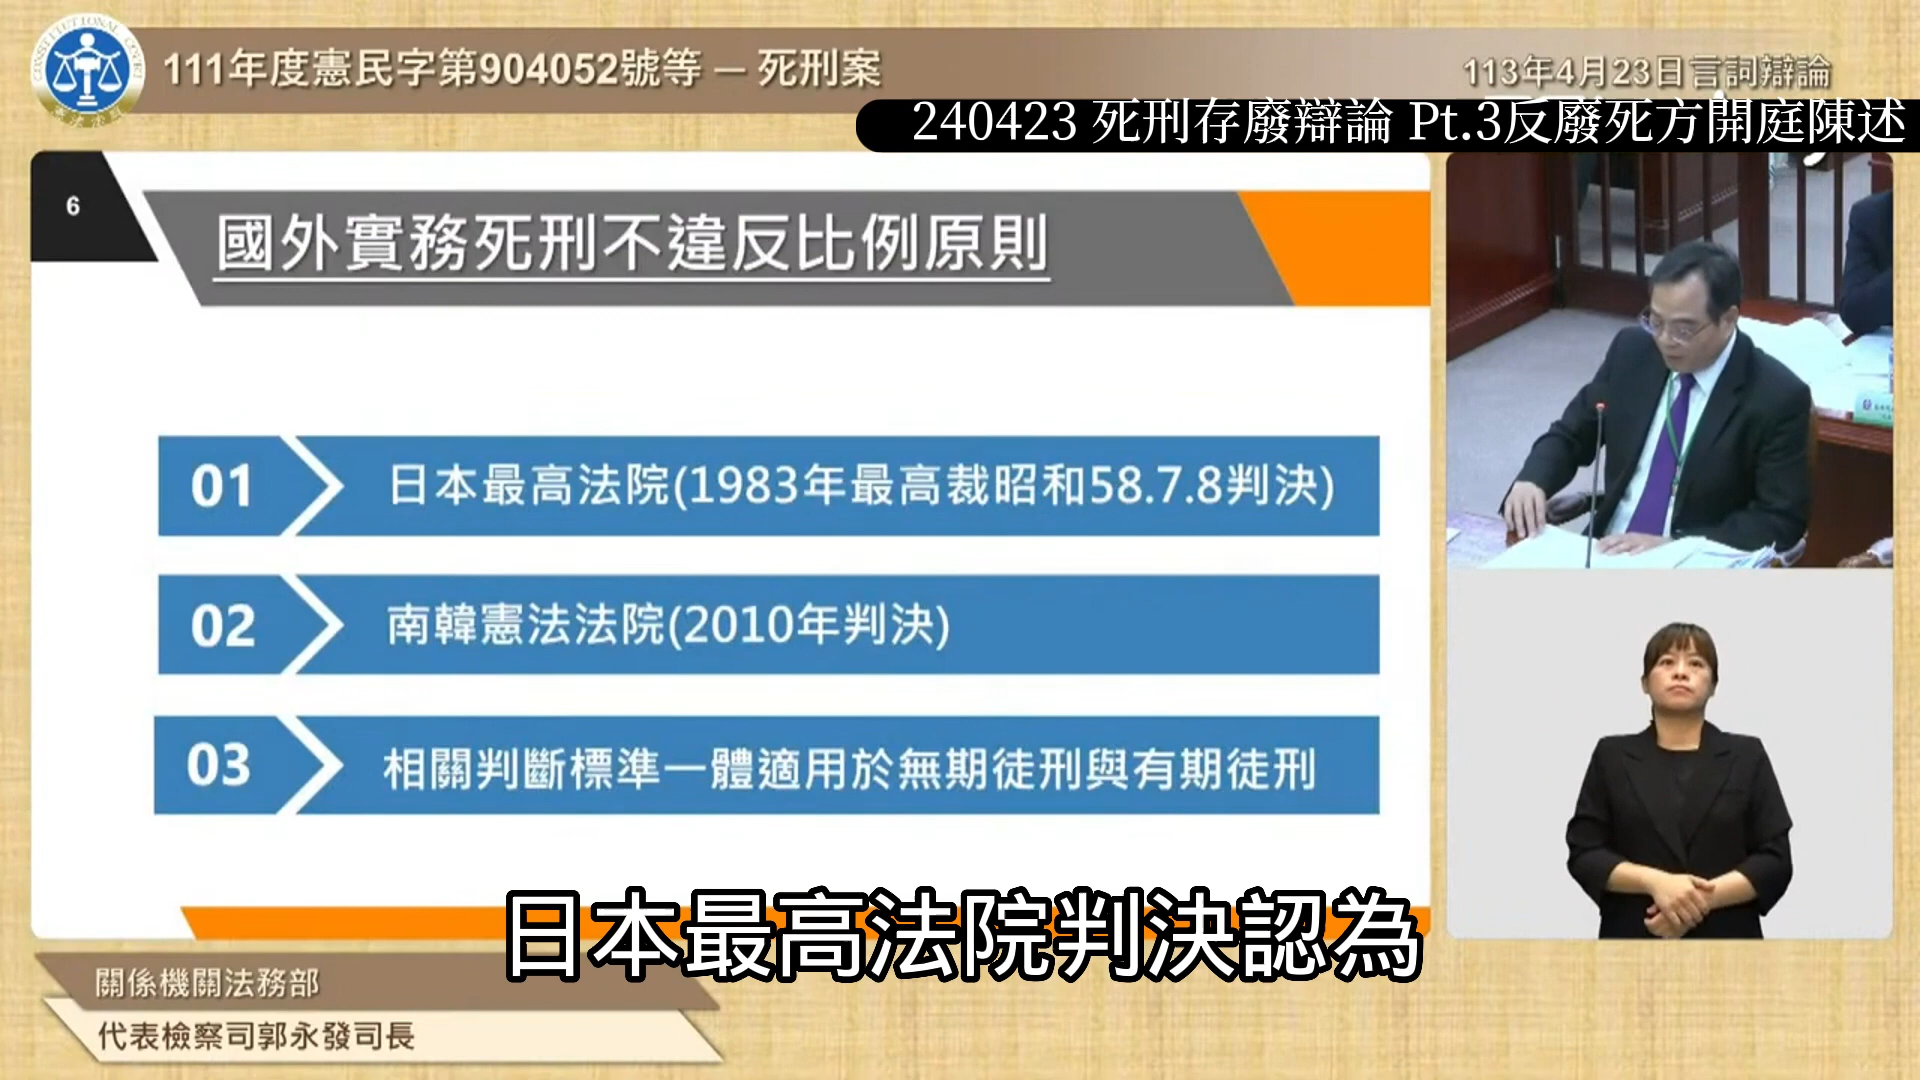 111年度憲民字第904052號等 — 死刑案
113年4月23日言詞辯論
240423 死刑存廢辯論 Pt.3反廢死方開庭陳述
6
國外實務死刑不違反比例原則
01
日本最高法院(1983年最高裁昭和58.7.8判決)
02
南韓憲法法院(2010年判決)
03
相關判斷標準一體適用於無期徒刑與有期徒刑
日本最高法院判決認為
關係機關法務部
代表檢察司郭永發司長